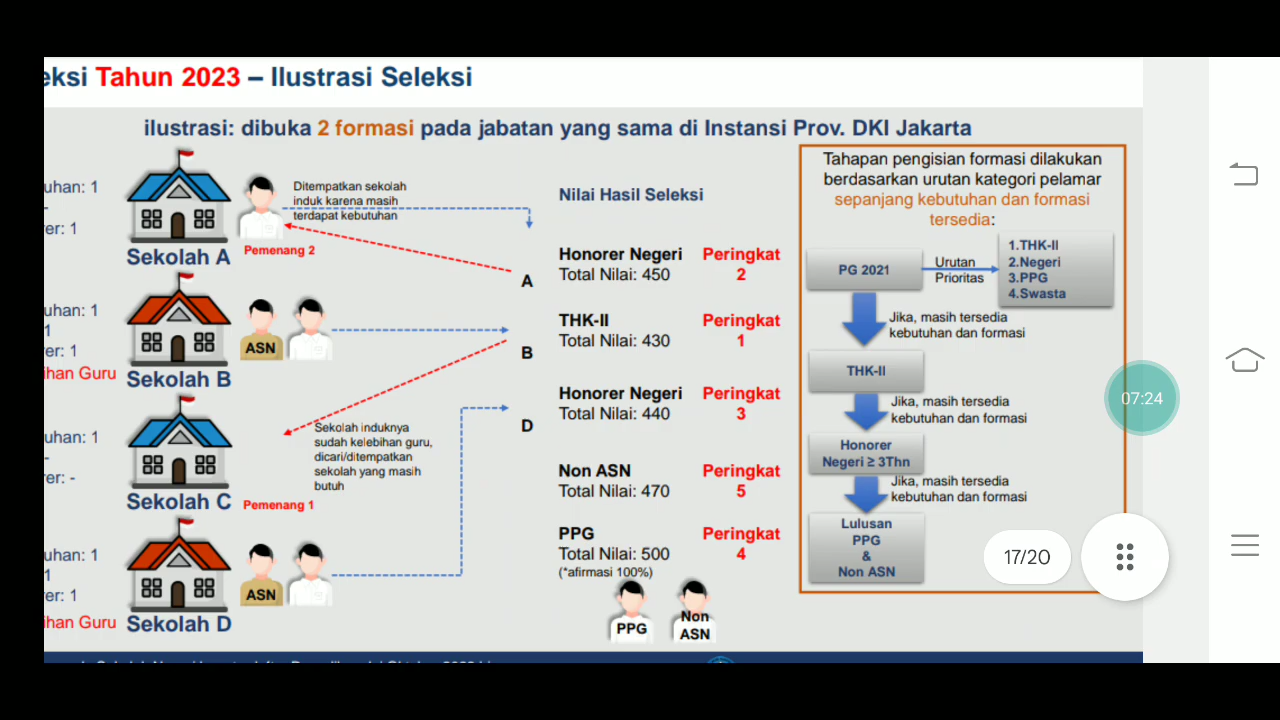 eksi Tahun 2023 – Ilustrasi Seleksi
ilustrasi: dibuka 2 formasi pada jabatan yang sama di Instansi Prov. DKI Jakarta
uhan: 1
-
er: 1
Sekolah A
Ditempatkan sekolah
induk karena masih
terdapat kebutuhan
Pemenang 2
uhan: 1
1
er: 1
ihan Guru
Sekolah B
ASN
uhan: 1
-
er: -
Sekolah C
Sekolah induknya
sudah kelebihan guru,
dicari/ditempatkan
sekolah yang masih
butuh
Pemenang 1
uhan: 1
1
er: 1
ihan Guru
Sekolah D
ASN
Nilai Hasil Seleksi
A
Honorer Negeri
Total Nilai: 450
Peringkat
2
B
THK-II
Total Nilai: 430
Peringkat
1
D
Honorer Negeri
Total Nilai: 440
Peringkat
3
Non ASN
Total Nilai: 470
Peringkat
5
PPG
Total Nilai: 500
(*afirmasi 100%)
Peringkat
4
PPG
Non
ASN
Tahapan pengisian formasi dilakukan
berdasarkan urutan kategori pelamar
sepanjang kebutuhan dan formasi
tersedia:
PG 2021
Urutan
Prioritas
1.THK-II
2.Negeri
3.PPG
4.Swasta
Jika, masih tersedia
kebutuhan dan formasi
THK-II
Jika, masih tersedia
kebutuhan dan formasi
Honorer
Negeri ≥ 3Thn
Jika, masih tersedia
kebutuhan dan formasi
Lulusan
PPG
&
Non ASN
07:24
17/20